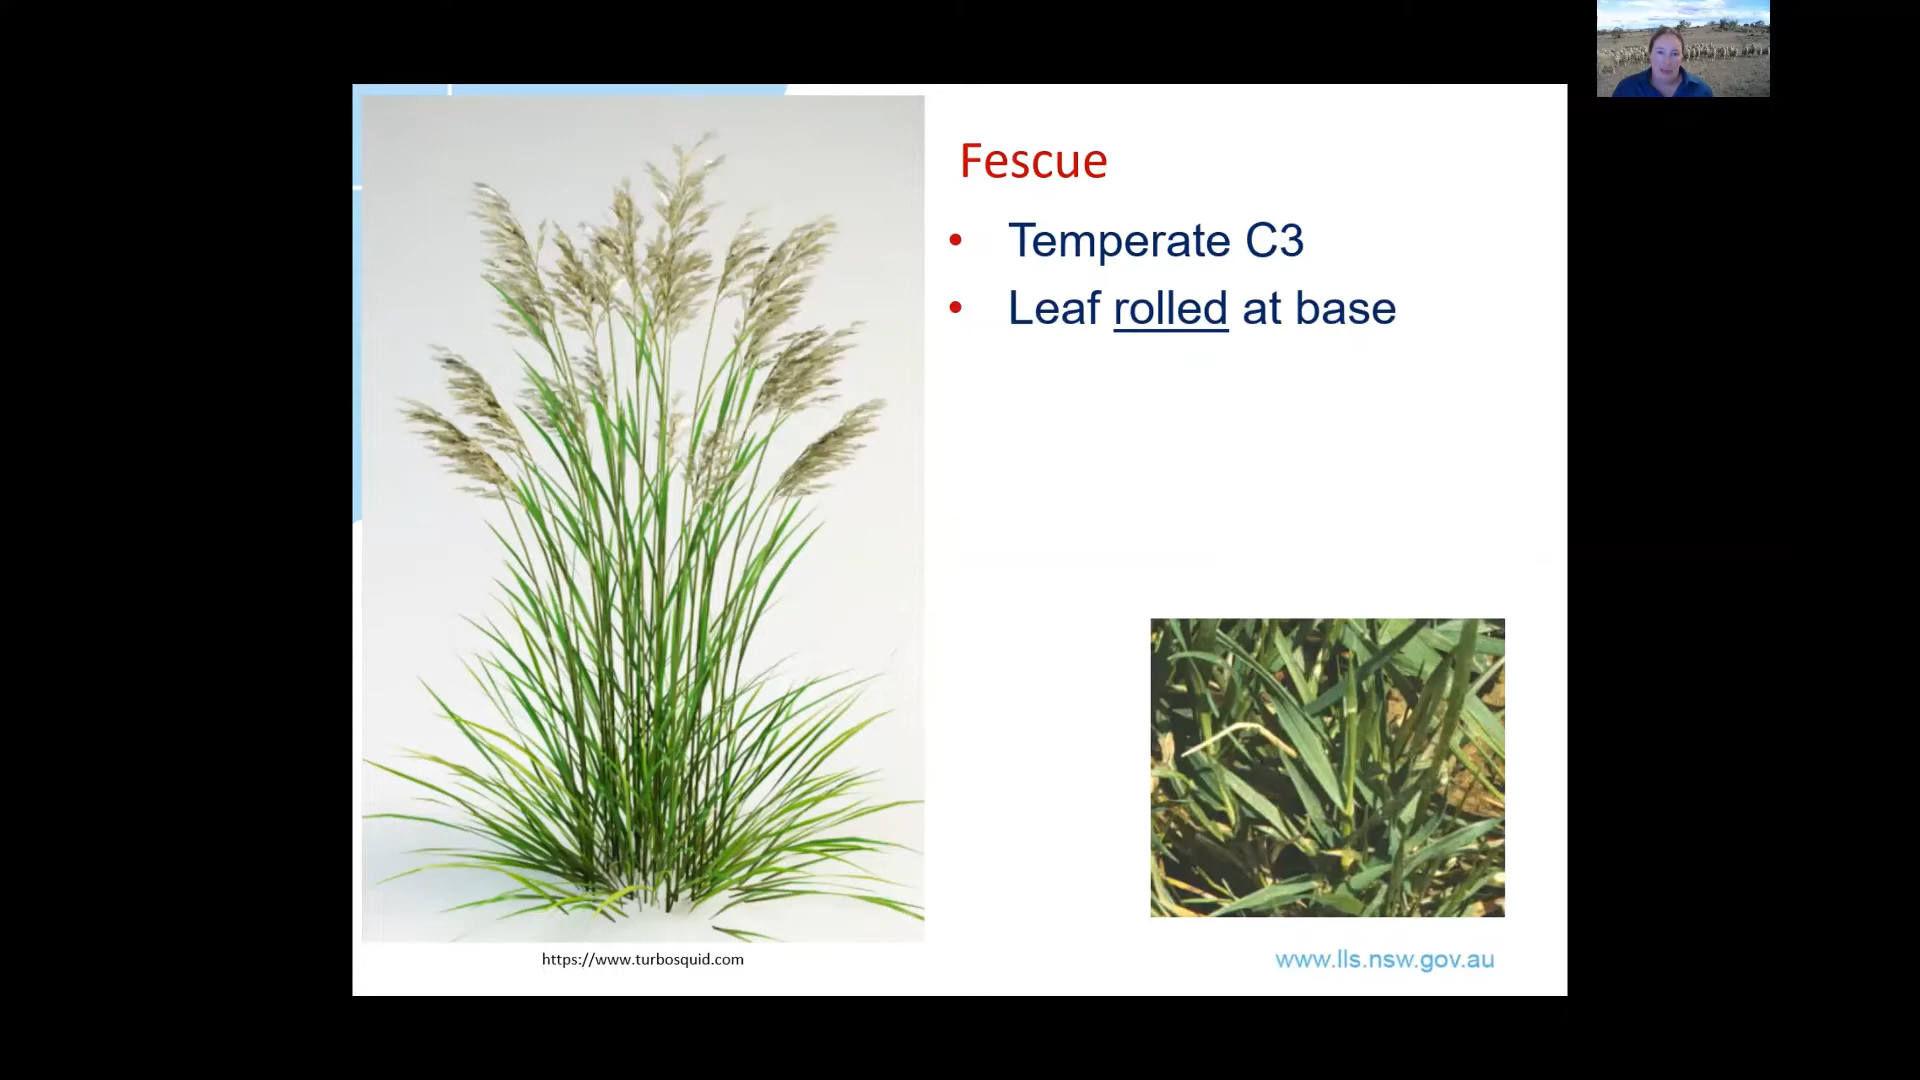 Fescue
• Temperate C3
• Leaf rolled at base
https://www.turbosquid.com
www.lls.nsw.gov.au